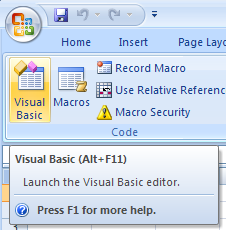 Home Insert Page Layo
Record Macro
Visual Basic
Macros
Use Relative Referenc
Macro Security
Code
Visual Basic (Alt+F11)
Launch the Visual Basic editor.
Press F1 for more help.